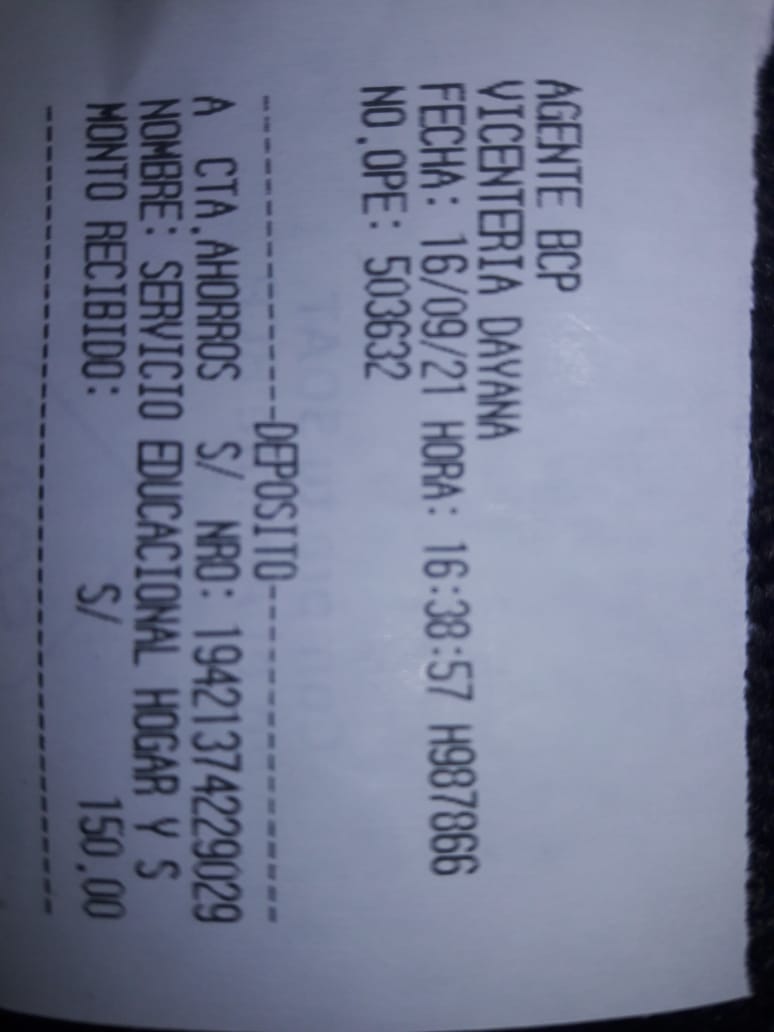 AGENTE BCP
VICENTERIA DAYANA
FECHA: 16/09/21 HORA: 16:38:57 H987866
NO.OPE: 503632
-------------DEPOSITO--------------------
A CTA.AHORROS S/ NRO: 19421374229029
NOMBRE: SERVICIO EDUCACIONAL HOGAR Y S
MONTO RECIBIDO: S/ 150.00
-----------------------------------------